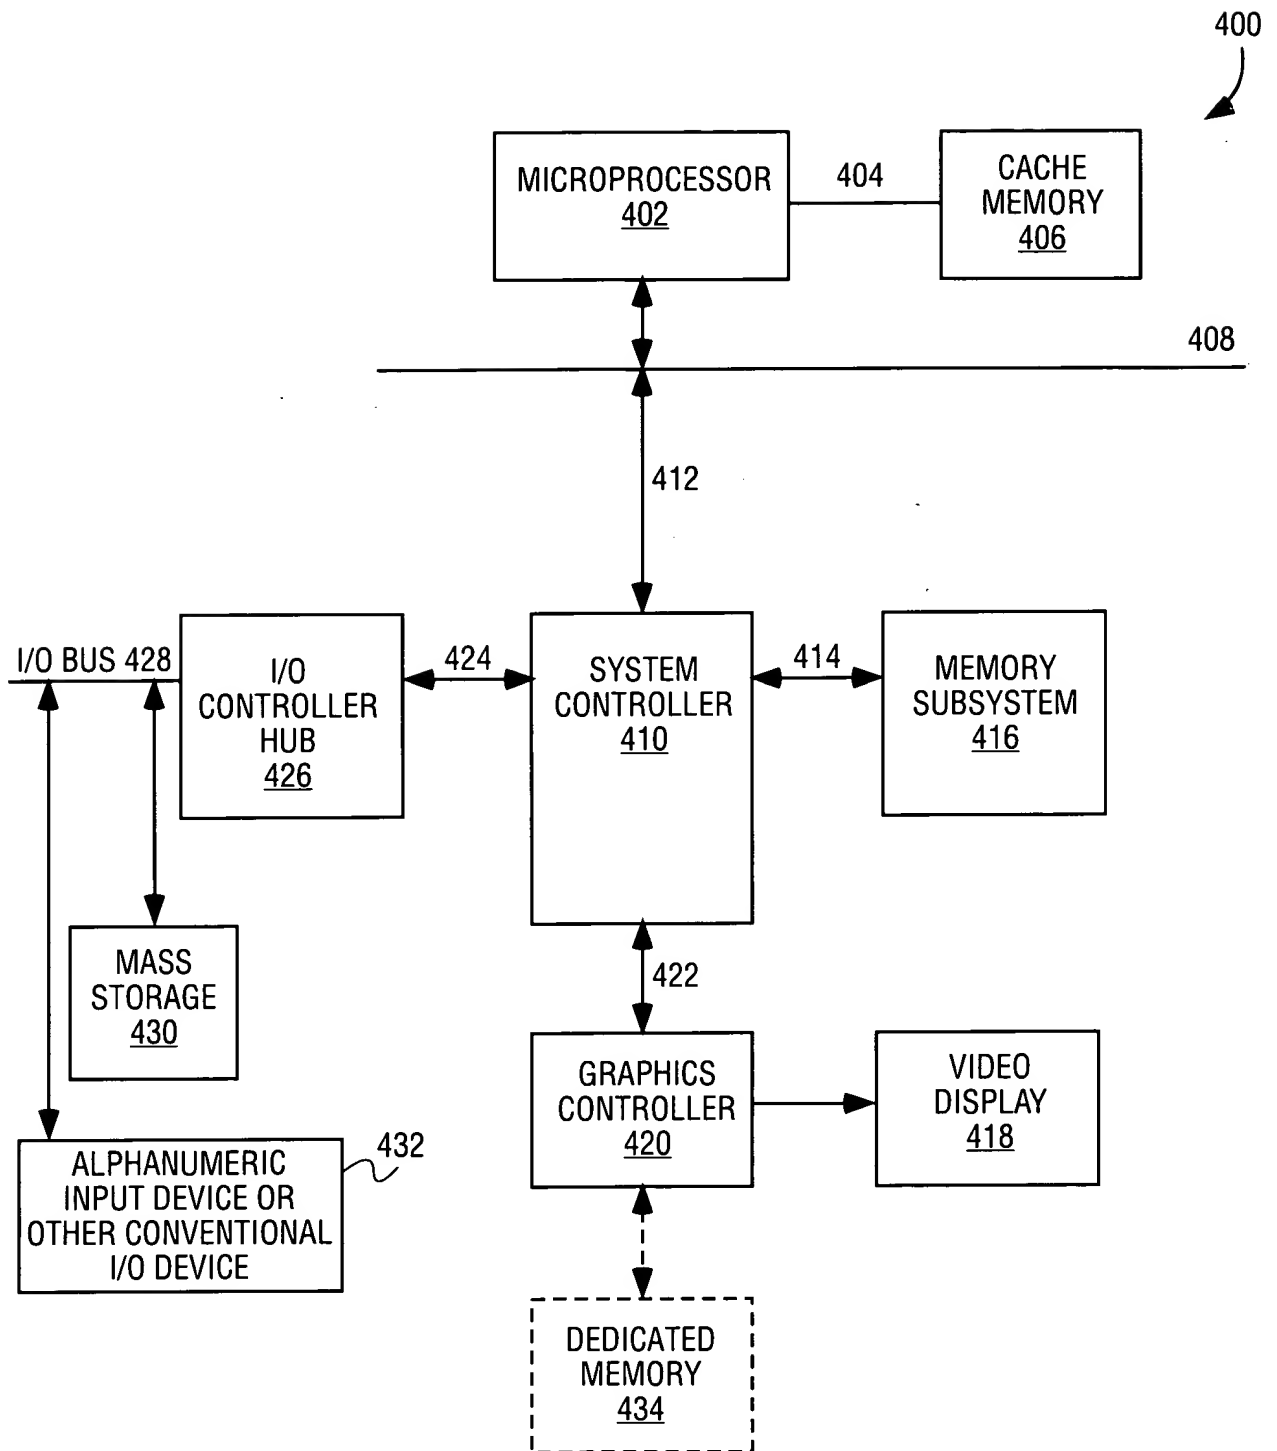 400
MICROPROCESSOR
402
404
CACHE
MEMORY
406
408
412
I/O BUS 428
I/O
CONTROLLER
HUB
426
424
SYSTEM
CONTROLLER
410
414
MEMORY
SUBSYSTEM
416
MASS
STORAGE
430
422
GRAPHICS
CONTROLLER
420
VIDEO
DISPLAY
418
432
ALPHANUMERIC
INPUT DEVICE OR
OTHER CONVENTIONAL
I/O DEVICE
DEDICATED
MEMORY
434